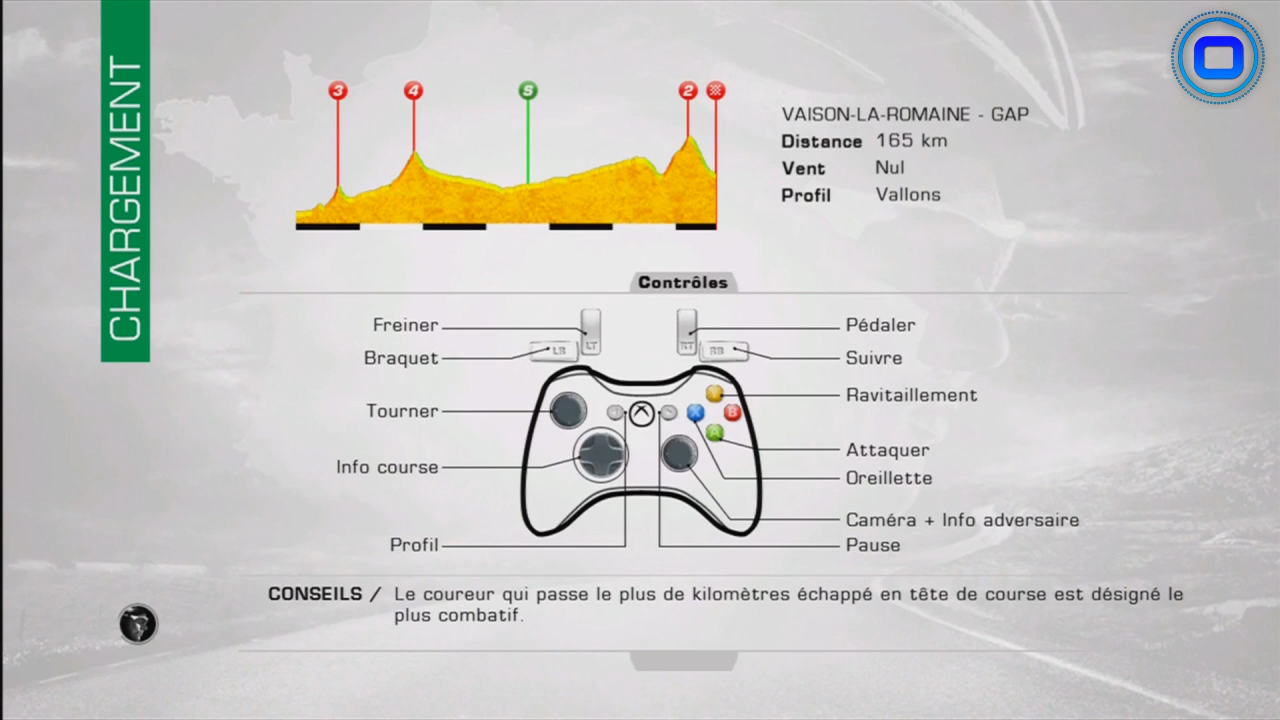 CHARGEMENT
3 4 S 2
VAISON-LA-ROMAINE - GAP
Distance 165 km
Vent Nul
Profil Vallons
Contrôles
Freiner
Braquet
Tourner
Info course
Profil
LT
LB
RT
RB
Y
X
B
A
Pédaler
Suivre
Ravitaillement
Attaquer
Oreillette
Caméra + Info adversaire
Pause
CONSEILS / Le coureur qui passe le plus de kilomètres échappé en tête de course est désigné le
plus combatif.